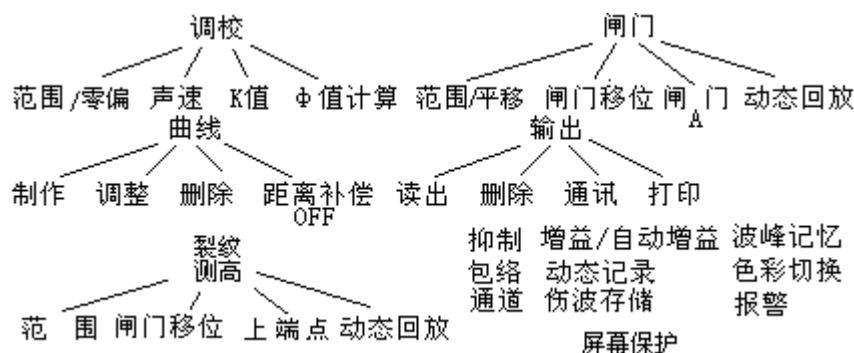 调校 闸门
范围/零偏 声速 K值 Φ值计算 范围/平移 闸门移位 闸 门 动态回放
A
曲线 输出
制作 调整 删除 距离补偿 读出 删除 通讯 打印
OFF
抑制 增益/自动增益 波峰记忆
裂纹
测高
包络 动态记录 色彩切换
通道 伤波存储 报警
范 围 闸门移位 上端点 动态回放
屏幕保护